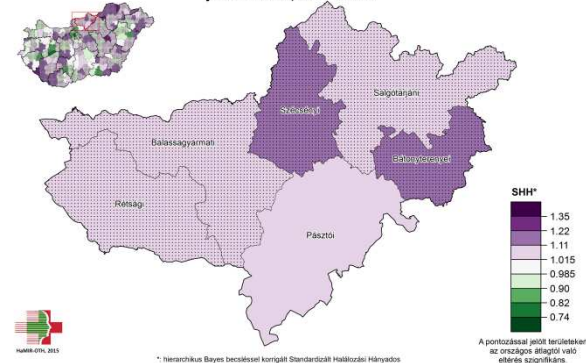 Szécsényi
Salgótarjáni
Balassagyarmati
Bátonyterenyei
Rétsági
Pásztói
SHH*
1.35
1.22
1.11
1.015
0.985
0.90
0.82
0.74
HaMIR-OTH, 2015
A pontozással jelölt területeken
az országos átlagtól való
eltérés szignifikáns.
*: hierarchikus Bayes becsléssel korrigált Standardizált Halálozási Hányados